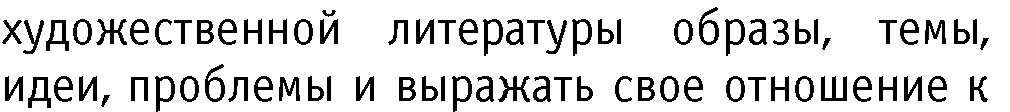 художественной литературы образы, темы,
идеи, проблемы и выражать свое отношение к